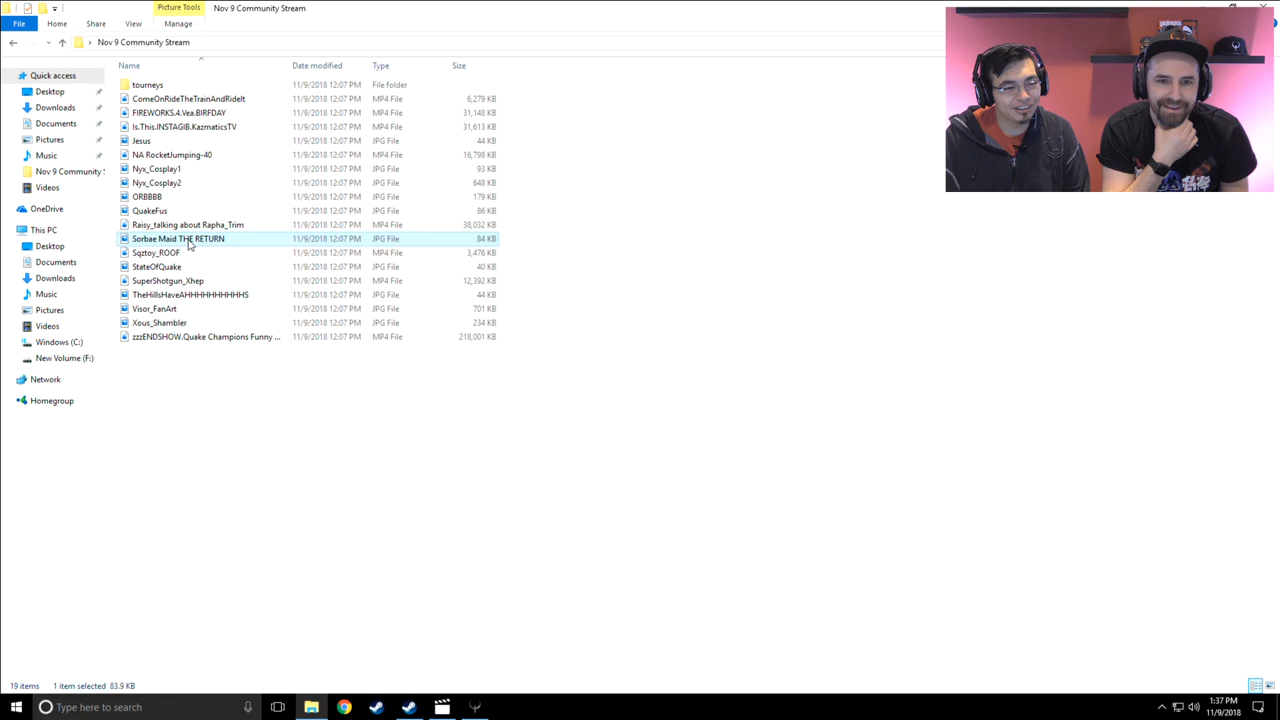 Picture Tools Nov 9 Community Stream
File Home Share View Manage
Nov 9 Community Stream
Name Date modified Type Size
Quick access
Desktop
Downloads
Documents
Pictures
Music
Nov 9 Community S
Videos
OneDrive
This PC
Desktop
Documents
Downloads
Music
Pictures
Videos
Windows (C:)
New Volume (F:)
Network
Homegroup
tourneys 11/9/2018 12:07 PM File folder
ComeOnRideTheTrainAndRideIt 11/9/2018 12:07 PM MP4 File 6,279 KB
FIREWORKS.4.Vea.BIRFDAY 11/9/2018 12:07 PM MP4 File 31,148 KB
Is.This.INSTAGIB.KazmaticsTV 11/9/2018 12:07 PM MP4 File 31,613 KB
Jesus 11/9/2018 12:07 PM JPG File 44 KB
NA RocketJumping-40 11/9/2018 12:07 PM MP4 File 16,798 KB
Nyx_Cosplay1 11/9/2018 12:07 PM JPG File 93 KB
Nyx_Cosplay2 11/9/2018 12:07 PM JPG File 648 KB
ORBBBB 11/9/2018 12:07 PM JPG File 179 KB
QuakeFus 11/9/2018 12:07 PM JPG File 86 KB
Raisy_talking about Rapha_Trim 11/9/2018 12:07 PM MP4 File 38,032 KB
Sorbae Maid THE RETURN 11/9/2018 12:07 PM JPG File 84 KB
Sqztoy_ROOF 11/9/2018 12:07 PM MP4 File 3,476 KB
StateOfQuake 11/9/2018 12:07 PM JPG File 40 KB
SuperShotgun_Xhep 11/9/2018 12:07 PM MP4 File 12,392 KB
TheHillsHaveAHHHHHHHHHHS 11/9/2018 12:07 PM JPG File 44 KB
Visor_FanArt 11/9/2018 12:07 PM JPG File 701 KB
Xous_Shambler 11/9/2018 12:07 PM JPG File 234 KB
zzzENDSHOW.Quake Champions Funny ... 11/9/2018 12:07 PM MP4 File 218,001 KB
19 items 1 item selected 83.9 KB
Type here to search
1:37 PM
11/9/2018